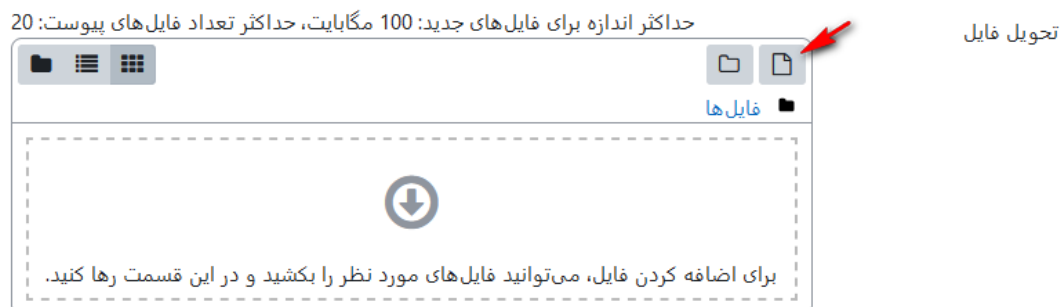 تحویل فایل
حداکثر اندازه برای فایل‌های جدید: 100 مگابایت، حداکثر تعداد فایل‌های پیوست: 20
فایل‌ها
برای اضافه کردن فایل، می‌توانید فایل‌های مورد نظر را بکشید و در این قسمت رها کنید.